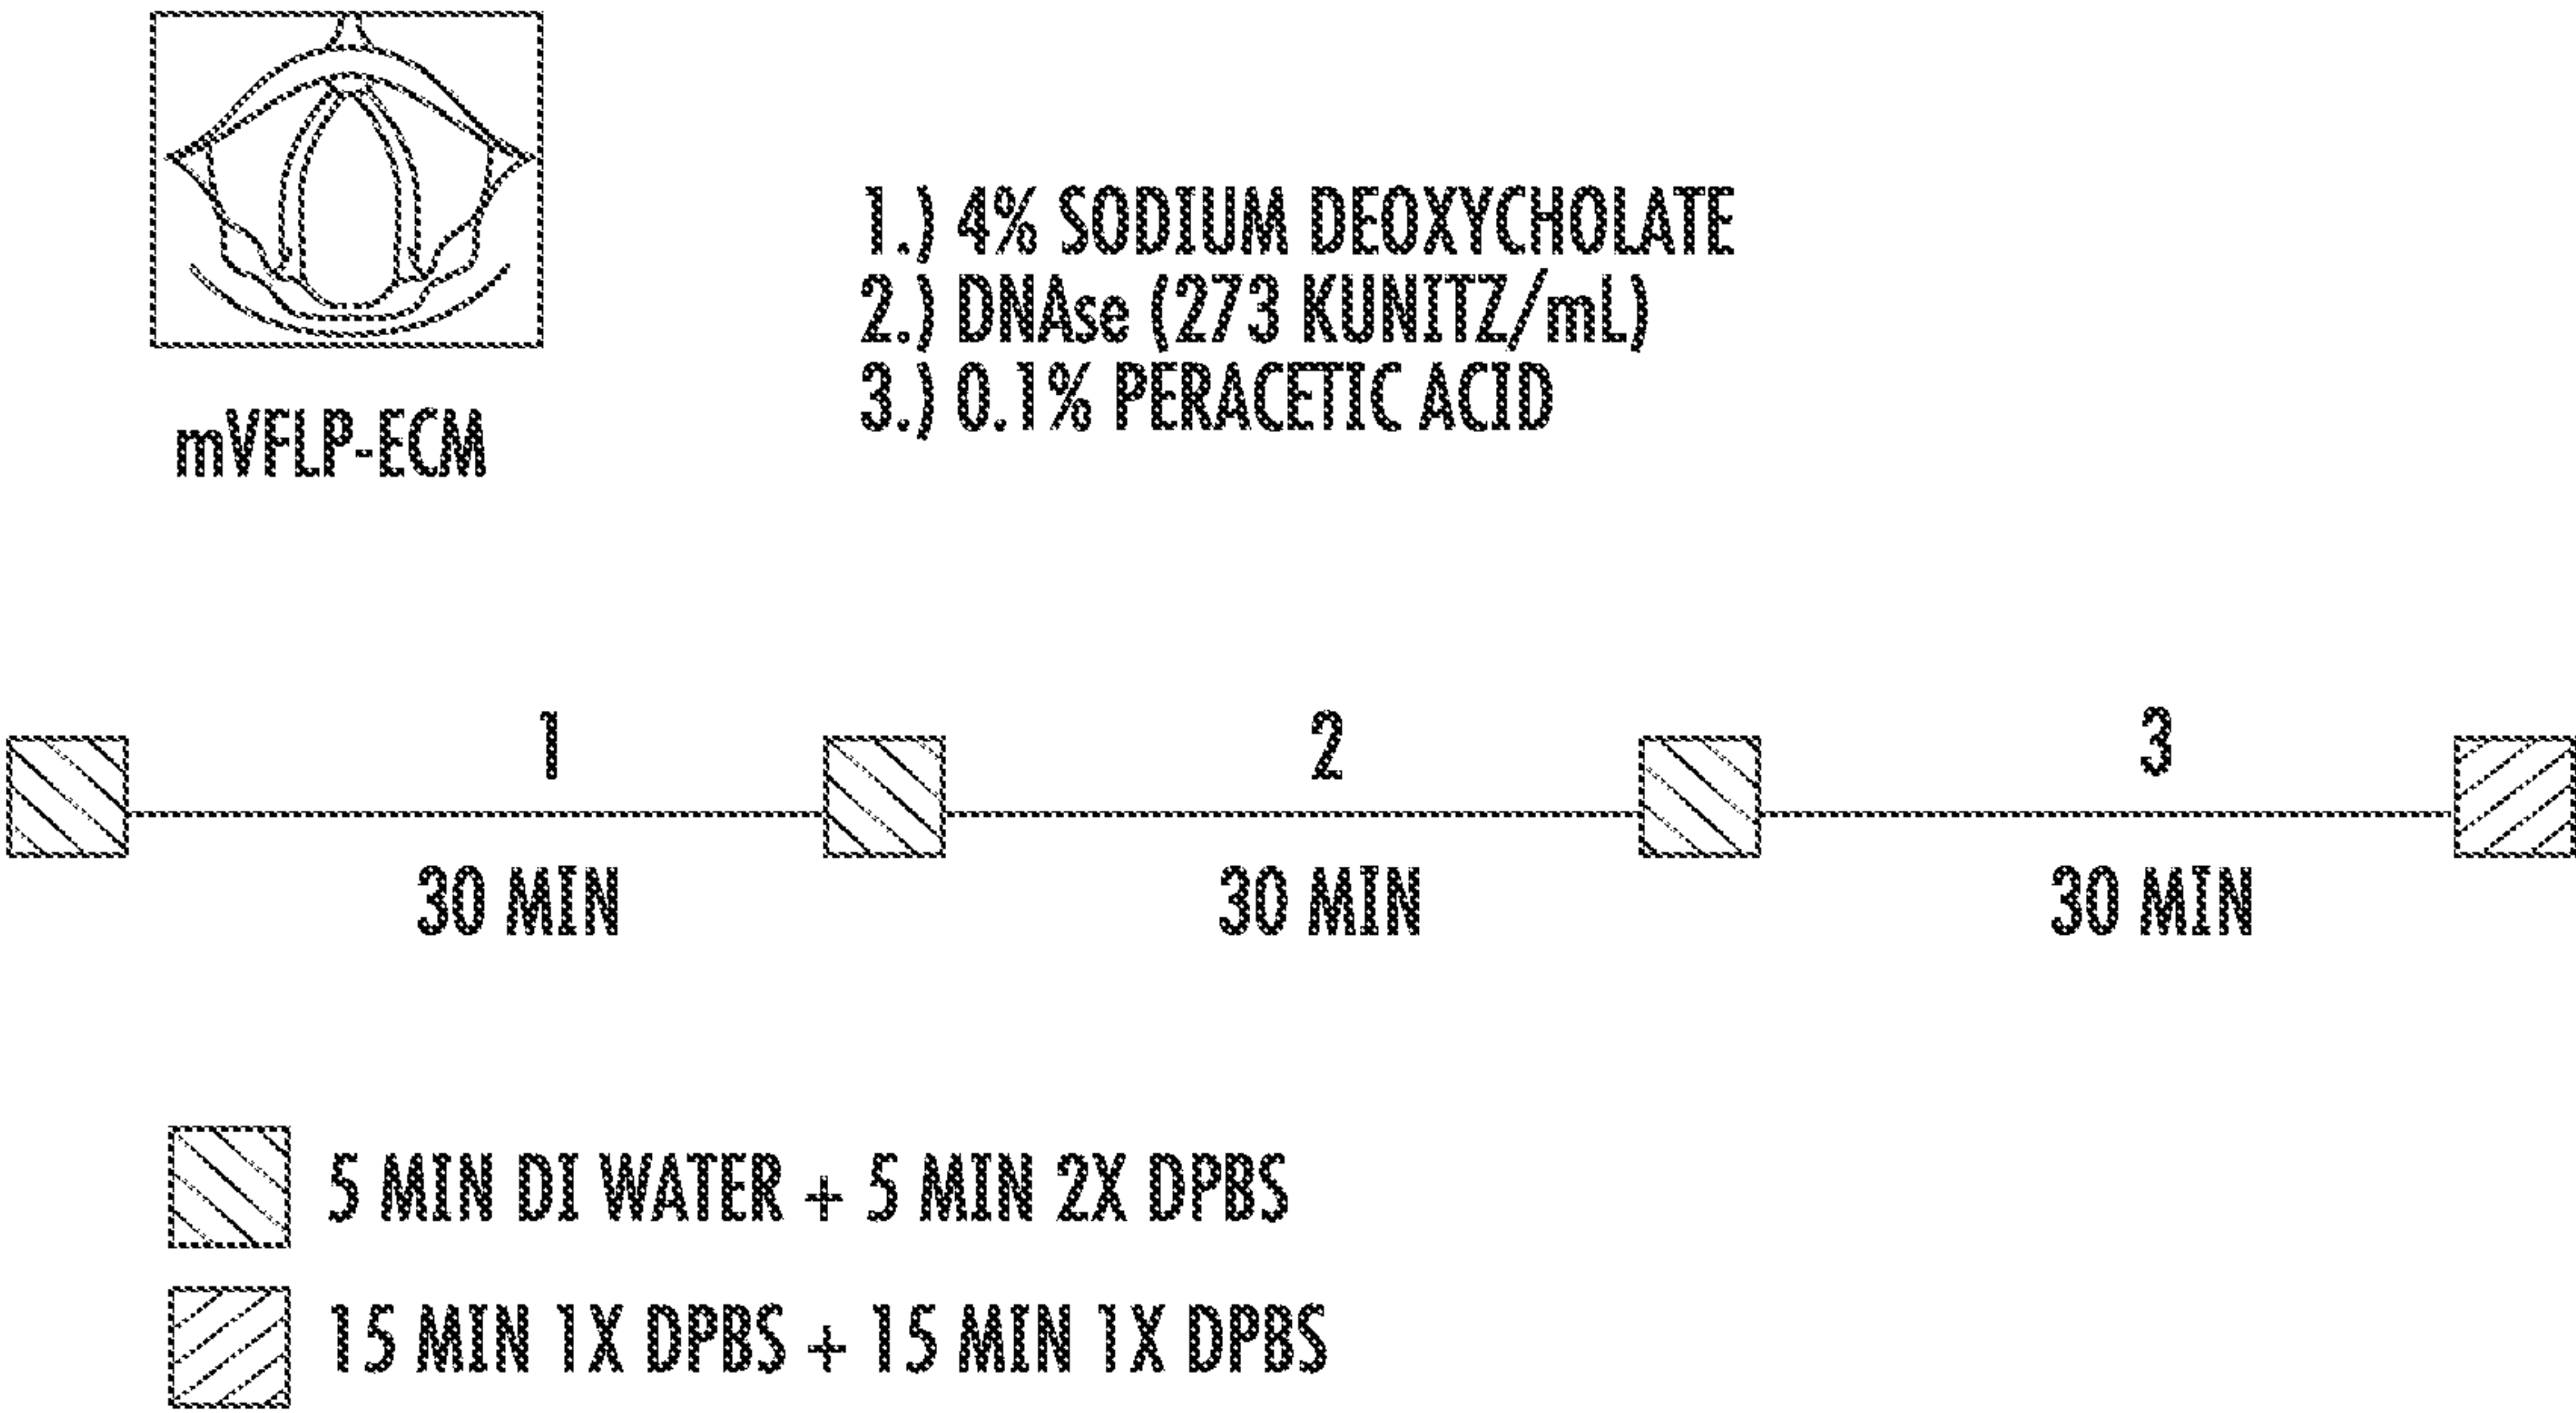 mVFLP-ECM
1.) 4% SODIUM DEOXYCHOLATE
2.) DNAse (273 KUNITZ/mL)
3.) 0.1% PERACETIC ACID
1
2
3
30 MIN
30 MIN
30 MIN
5 MIN DI WATER + 5 MIN 2X DPBS
15 MIN 1X DPBS + 15 MIN 1X DPBS